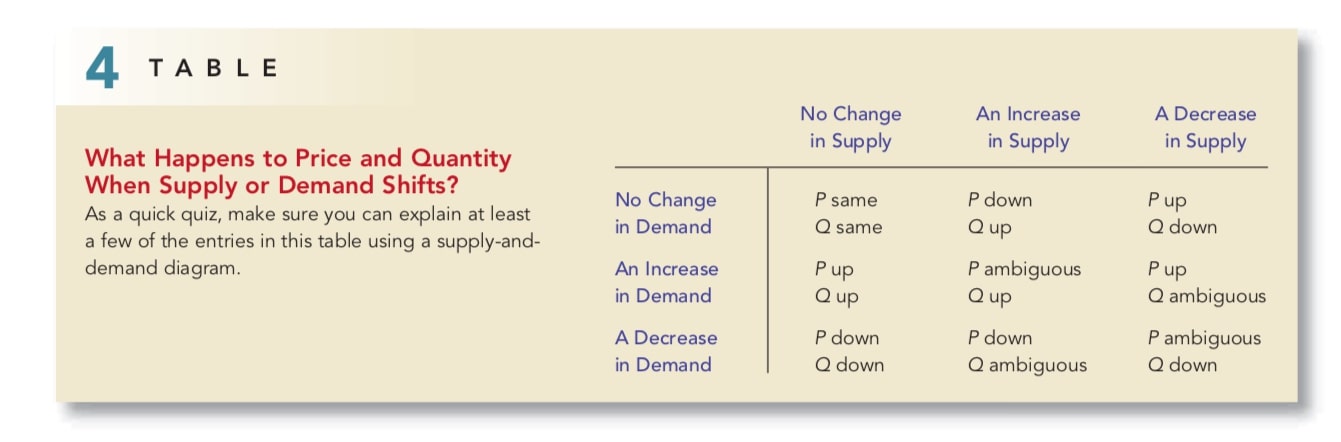 4 TABLE
What Happens to Price and Quantity
When Supply or Demand Shifts?
As a quick quiz, make sure you can explain at least
a few of the entries in this table using a supply-and-
demand diagram.
No Change An Increase A Decrease
in Supply in Supply in Supply
No Change P same P down P up
in Demand Q same Q up Q down
An Increase P up P ambiguous P up
in Demand Q up Q up Q ambiguous
A Decrease P down P down P ambiguous
in Demand Q down Q ambiguous Q down